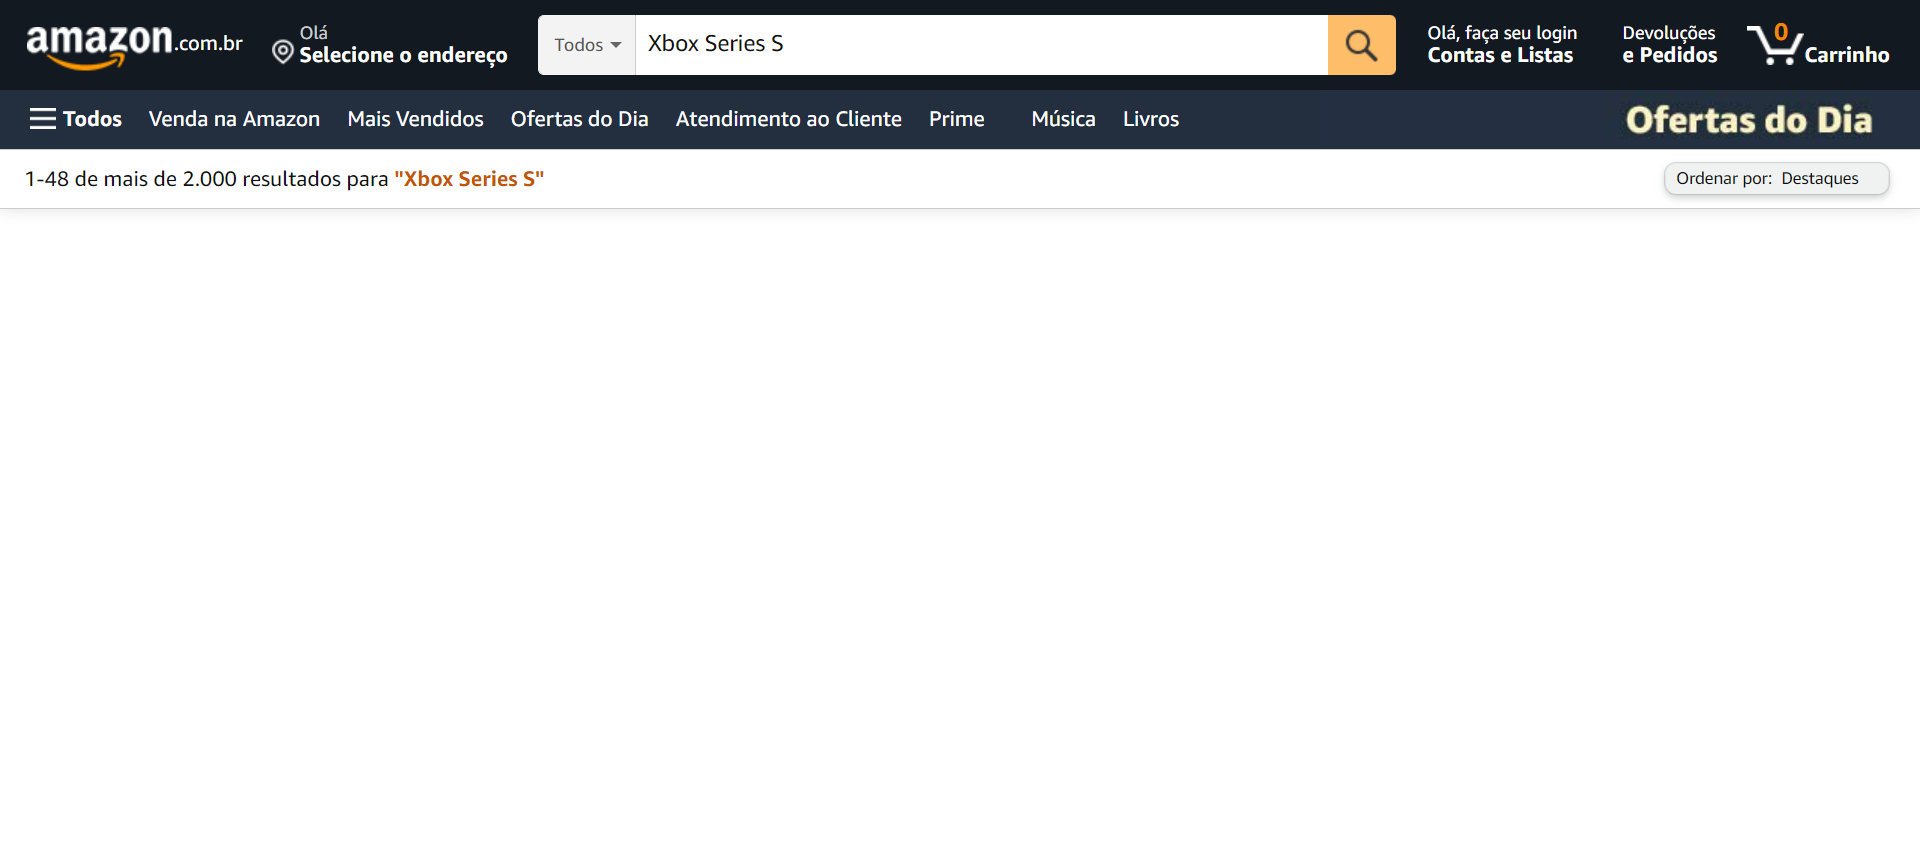 amazon.com.br
Olá
Selecione o endereço
Todos
Xbox Series S
Olá, faça seu login
Contas e Listas
Devoluções
e Pedidos
0
Carrinho
Todos
Venda na Amazon
Mais Vendidos
Ofertas do Dia
Atendimento ao Cliente
Prime
Música
Livros
Ofertas do Dia
1-48 de mais de 2.000 resultados para "Xbox Series S"
Ordenar por: Destaques